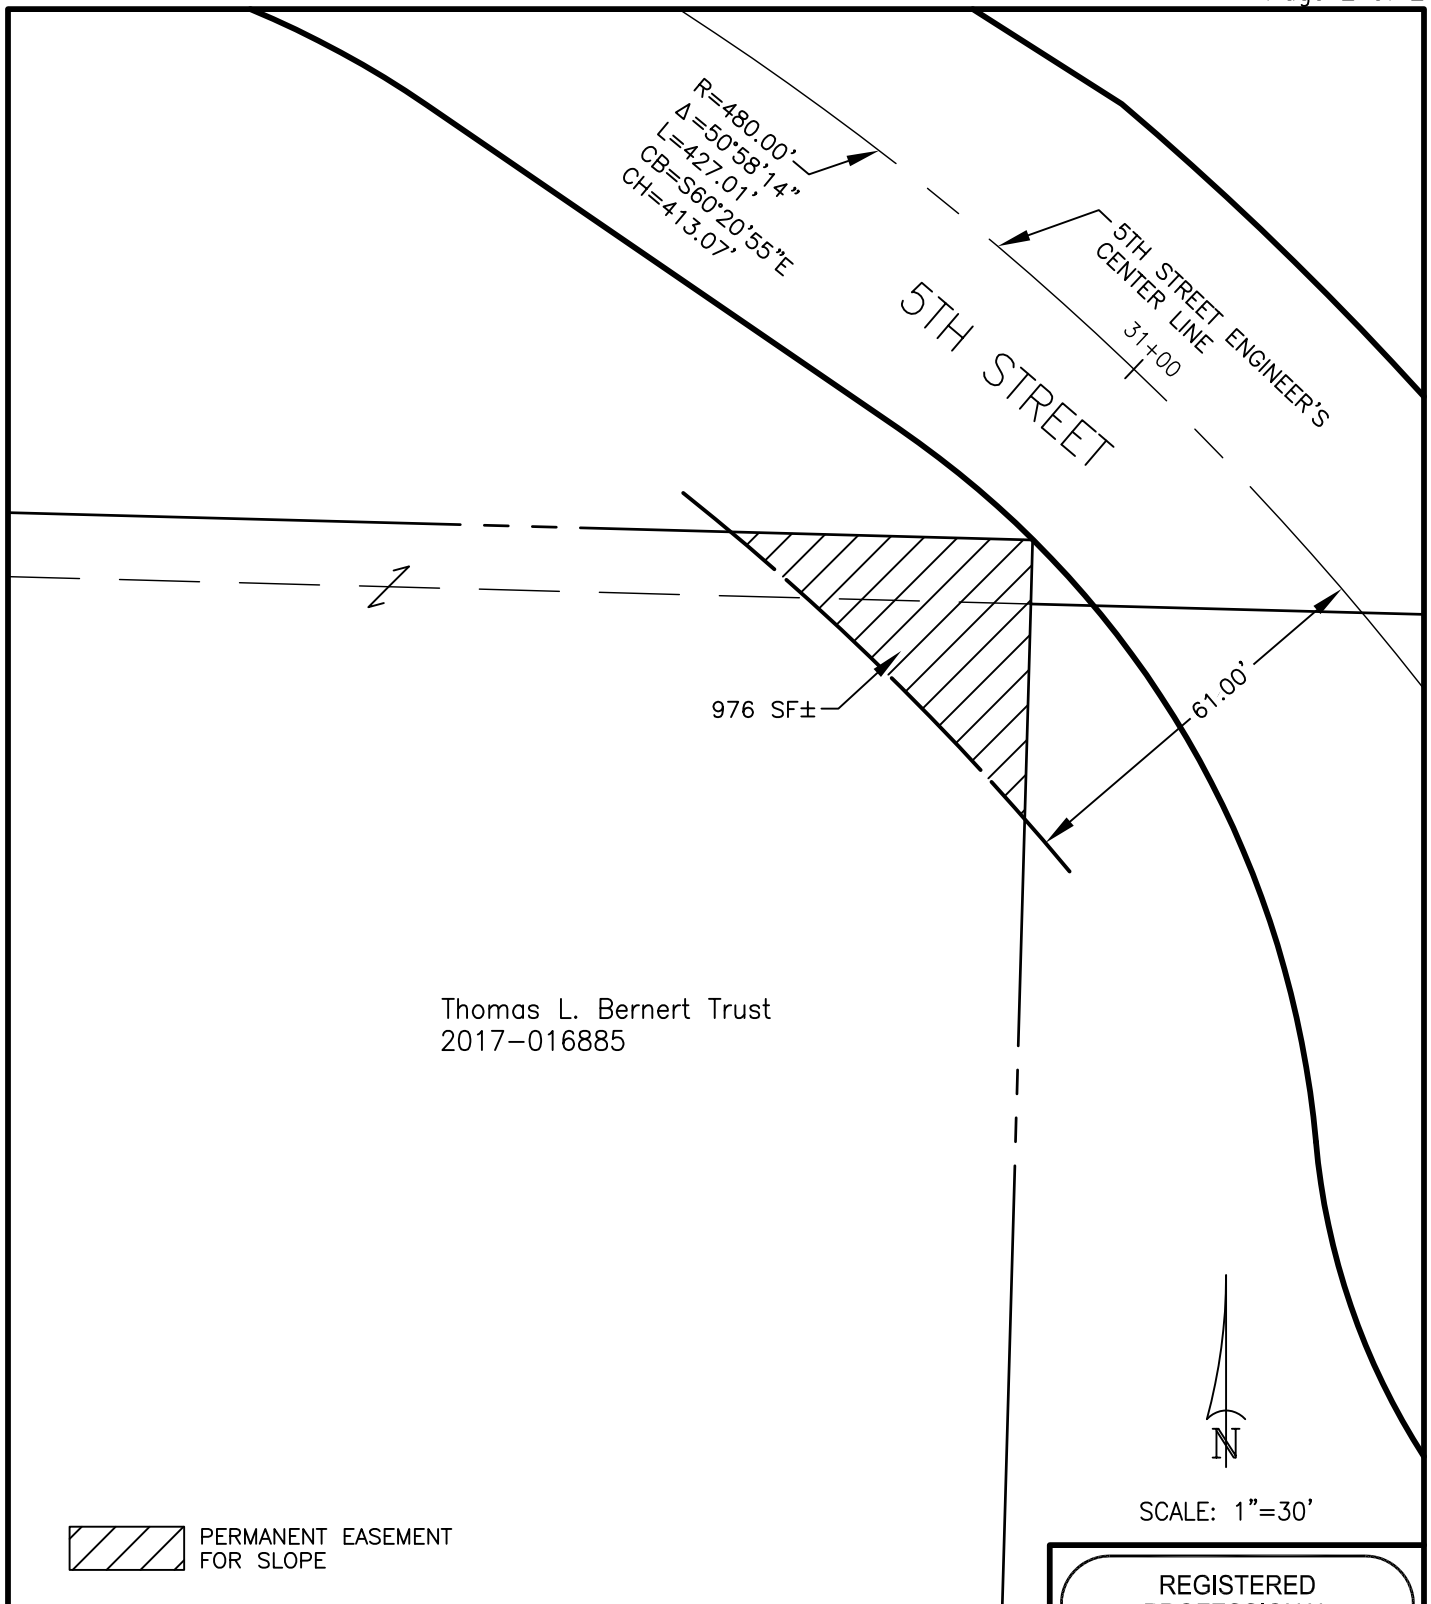 R=480.00'
Δ=50°58'14"
L=427.01'
CB=S60°20'55"E
CH=413.07'
5TH STREET ENGINEER'S
CENTER LINE
31+00
5TH STREET
61.00'
976 SF±
Thomas L. Bernert Trust
2017-016885
N
SCALE: 1"=30'
PERMANENT EASEMENT
FOR SLOPE
REGISTERED